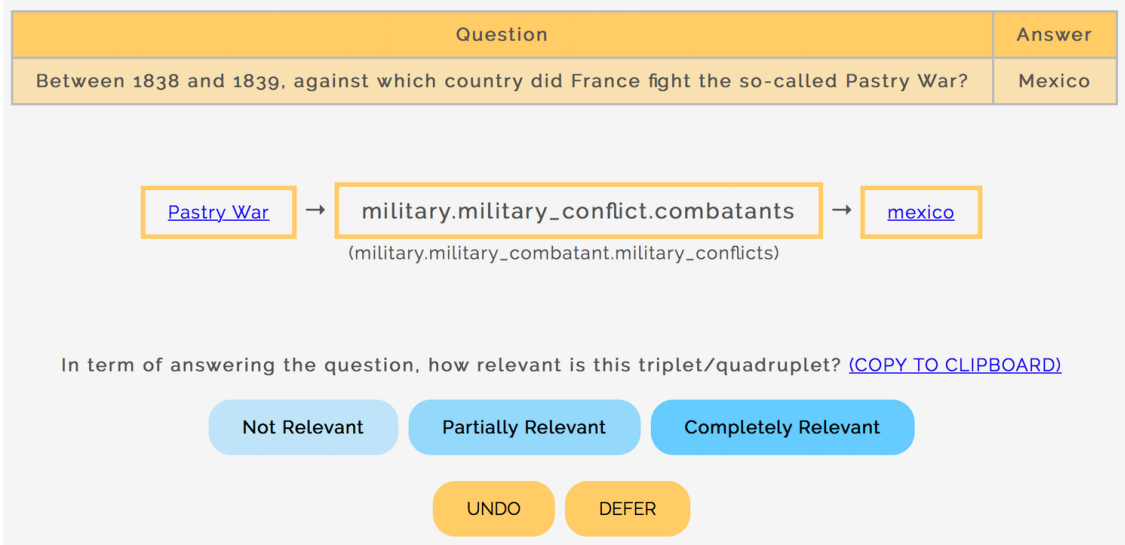 Question Answer
Between 1838 and 1839, against which country did France fight the so-called Pastry War? Mexico
Pastry War → military.military_conflict.combatants → mexico
(military.military_combatant.military_conflicts)
In term of answering the question, how relevant is this triplet/quadruplet? (COPY TO CLIPBOARD)
Not Relevant Partially Relevant Completely Relevant
UNDO DEFER